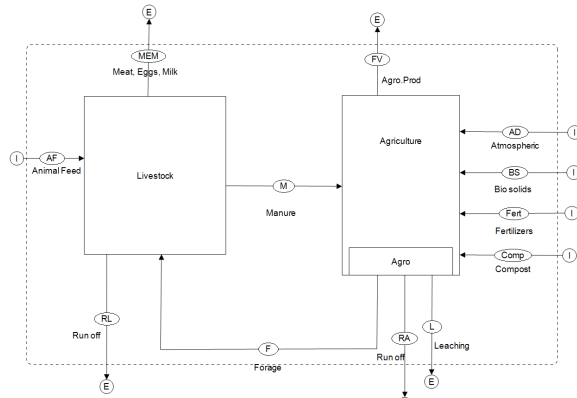 E
E
MEM
Meat, Eggs, Milk
FV
Agro.Prod
Agriculture
I
AF
Animal Feed
Livestock
M
Manure
AD
I
Atmospheric
BS
I
Bio solids
Fert
I
Fertilizers
Comp
I
Compost
Agro
RL
Run off
F
Forage
RA
Run off
L
Leaching
E
E